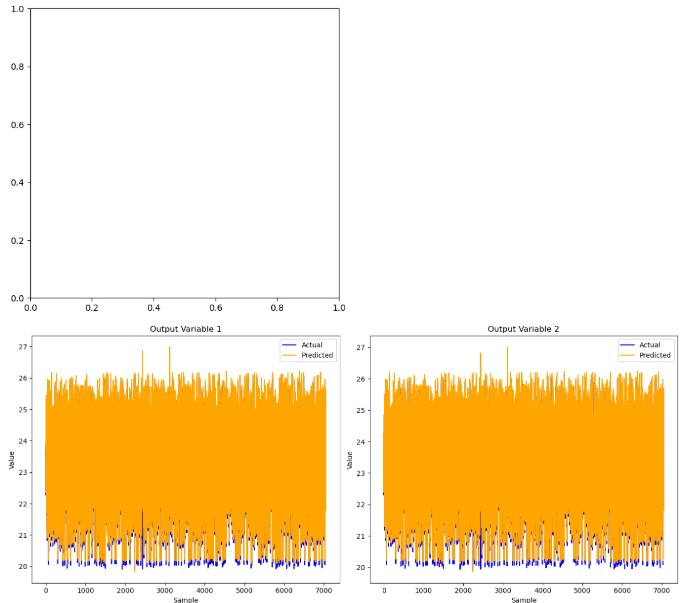 1.0
0.8
0.6
0.4
0.2
0.0
0.0 0.2 0.4 0.6 0.8 1.0
Output Variable 1
Actual
Predicted
27
26
25
24
23
22
21
20
Value
0 1000 2000 3000 4000 5000 6000 7000
Sample
Output Variable 2
Actual
Predicted
27
26
25
24
23
22
21
20
Value
0 1000 2000 3000 4000 5000 6000 7000
Sample